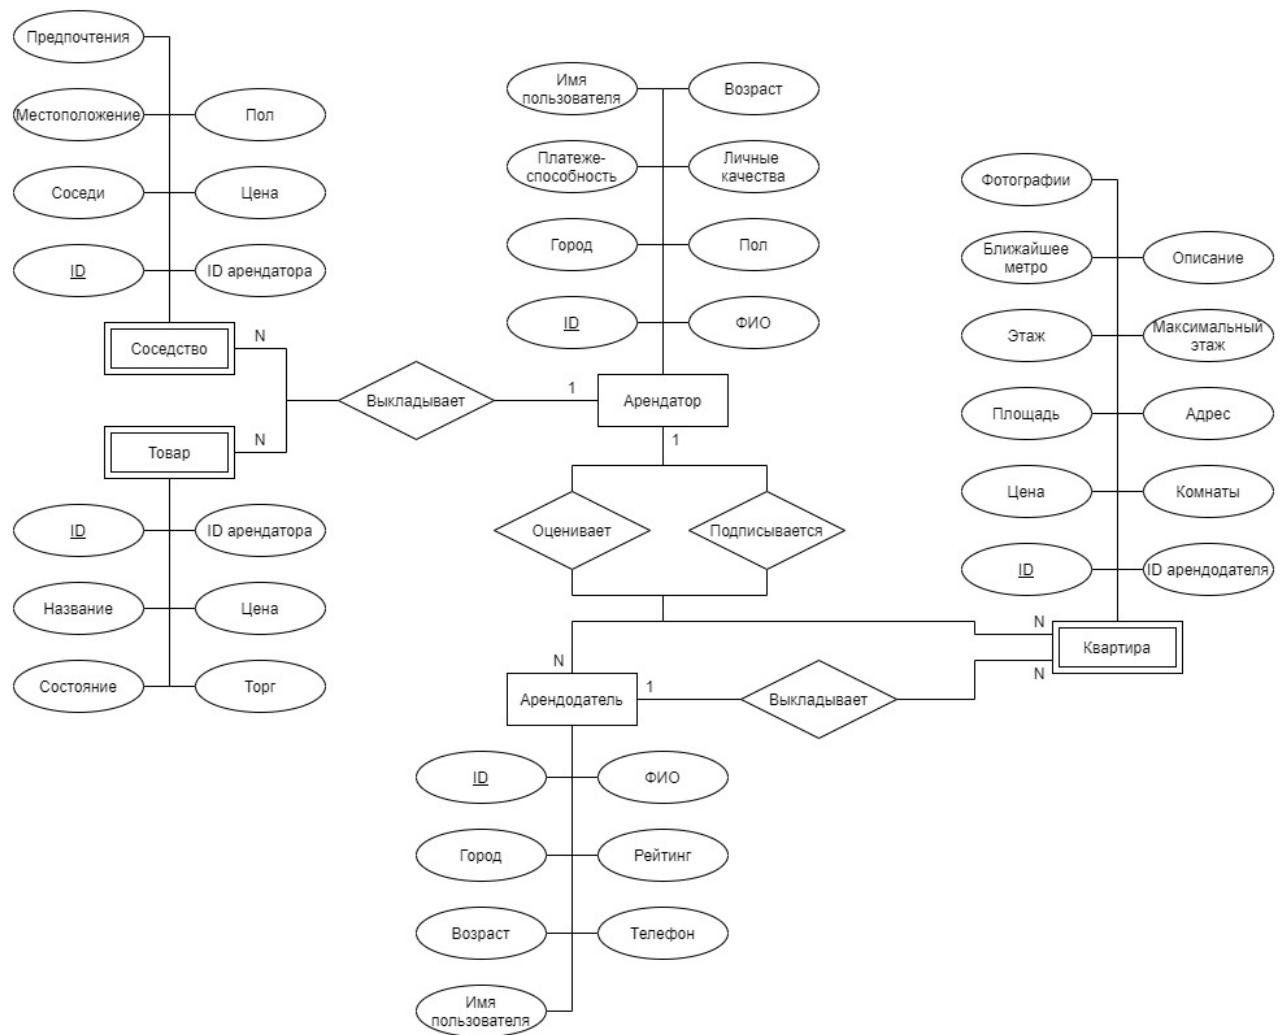 Предпочтения
Местоположение
Пол
Соседи
Цена
ID
ID арендатора
Соседство
N
Товар
N
ID
ID арендатора
Название
Цена
Состояние
Торг
Выкладывает
1
Имя
пользователя
Возраст
Платеже-
способность
Личные
качества
Город
Пол
ID
ФИО
Арендатор
1
Оценивает
Подписывается
Фотографии
Ближайшее
метро
Описание
Этаж
Максимальный
этаж
Площадь
Адрес
Цена
Комнаты
ID
ID арендодателя
N
Квартира
N
N
Арендодатель
1
Выкладывает
ID
ФИО
Город
Рейтинг
Возраст
Телефон
Имя
пользователя